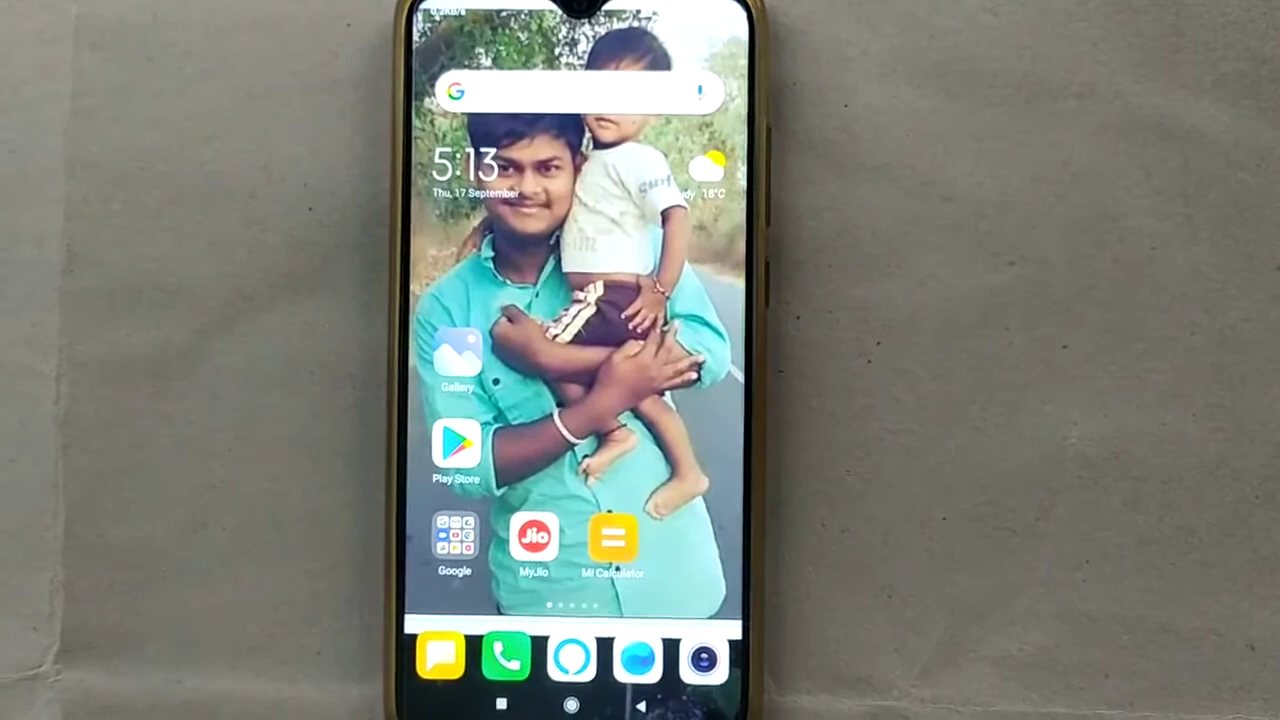 5:13
Thu, 17 September
18°C
Gallery
Play Store
Google
Jio
MyJio
Mi Calculator